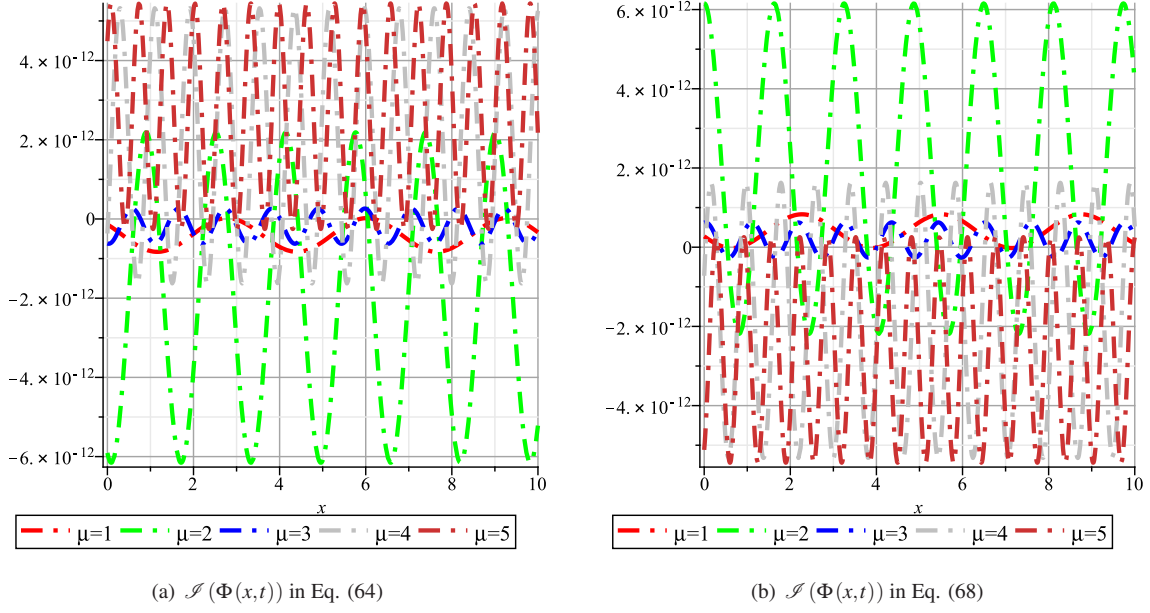 4. × 10⁻¹²
2. × 10⁻¹²
0
−2. × 10⁻¹²
−4. × 10⁻¹²
−6. × 10⁻¹²
0 2 4 6 8 10
x
μ=1 μ=2 μ=3 μ=4 μ=5
(a) ℐ (Φ(x,t)) in Eq. (64)
6. × 10⁻¹²
4. × 10⁻¹²
2. × 10⁻¹²
0
−2. × 10⁻¹²
−4. × 10⁻¹²
0 2 4 6 8 10
x
μ=1 μ=2 μ=3 μ=4 μ=5
(b) ℐ (Φ(x,t)) in Eq. (68)